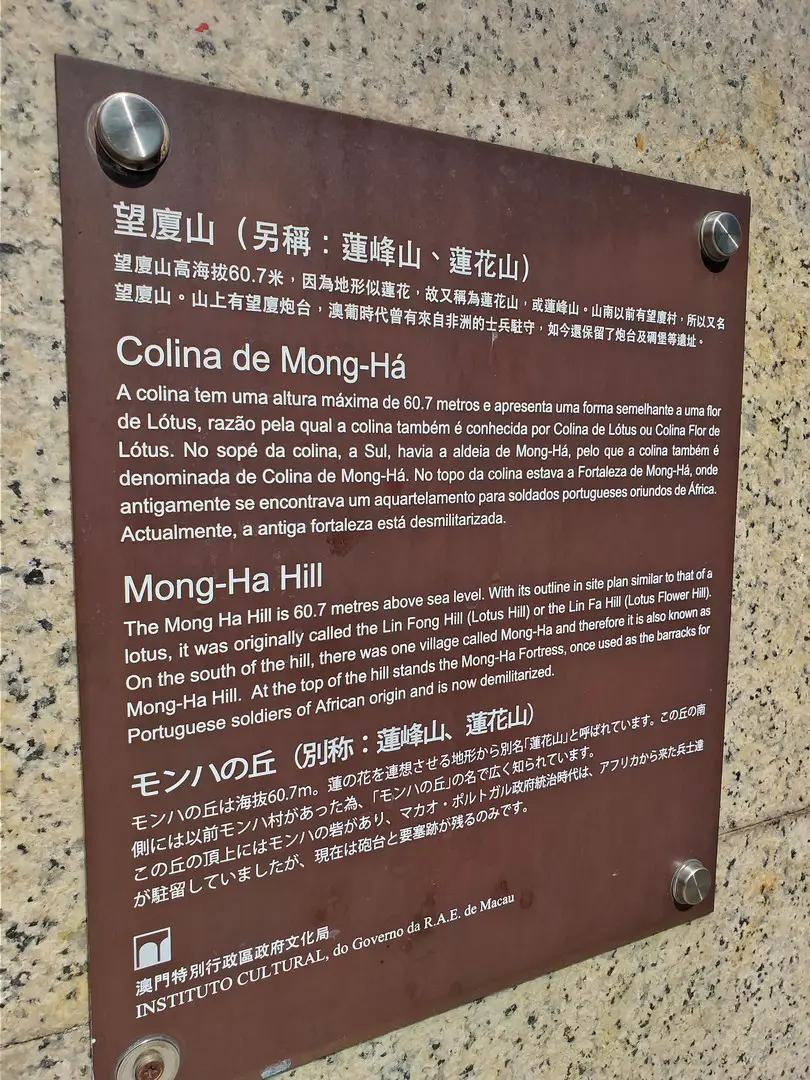 望廈山（另稱：蓮峰山、蓮花山）
望廈山高海拔60.7米，因為地形似蓮花，故又稱為蓮花山，或蓮峰山。山南以前有望廈村，所以又名
望廈山。山上有望廈炮台，澳葡時代曾有來自非洲的士兵駐守，如今還保留了炮台及碉堡等遺址。
Colina de Mong-Há
A colina tem uma altura máxima de 60.7 metros e apresenta uma forma semelhante a uma flor
de Lótus, razão pela qual a colina também é conhecida por Colina de Lótus ou Colina Flor de
Lótus. No sopé da colina, a Sul, havia a aldeia de Mong-Há, pelo que a colina também é
denominada de Colina de Mong-Há. No topo da colina estava a Fortaleza de Mong-Há, onde
antigamente se encontrava um aquartelamento para soldados portugueses oriundos de África.
Actualmente, a antiga fortaleza está desmilitarizada.
Mong-Ha Hill
The Mong Ha Hill is 60.7 metres above sea level. With its outline in site plan similar to that of a
lotus, it was originally called the Lin Fong Hill (Lotus Hill) or the Lin Fa Hill (Lotus Flower Hill).
On the south of the hill, there was one village called Mong-Ha and therefore it is also known as
Mong-Ha Hill. At the top of the hill stands the Mong-Ha Fortress, once used as the barracks for
Portuguese soldiers of African origin and is now demilitarized.
モンハの丘（別称：蓮峰山、蓮花山）
モンハの丘は海抜60.7m。蓮の花を連想させる地形から別名「蓮花山」と呼ばれています。この丘の南
側には以前モンハ村があった為、「モンハの丘」の名で広く知られています。
この丘の頂上にはモンハの砦があり、マカオ・ポルトガル政府統治時代は、アフリカから来た兵士達
が駐留していましたが、現在は砲台と要塞跡が残るのみです。
澳門特別行政區政府文化局
INSTITUTO CULTURAL, do Governo da R.A.E. de Macau